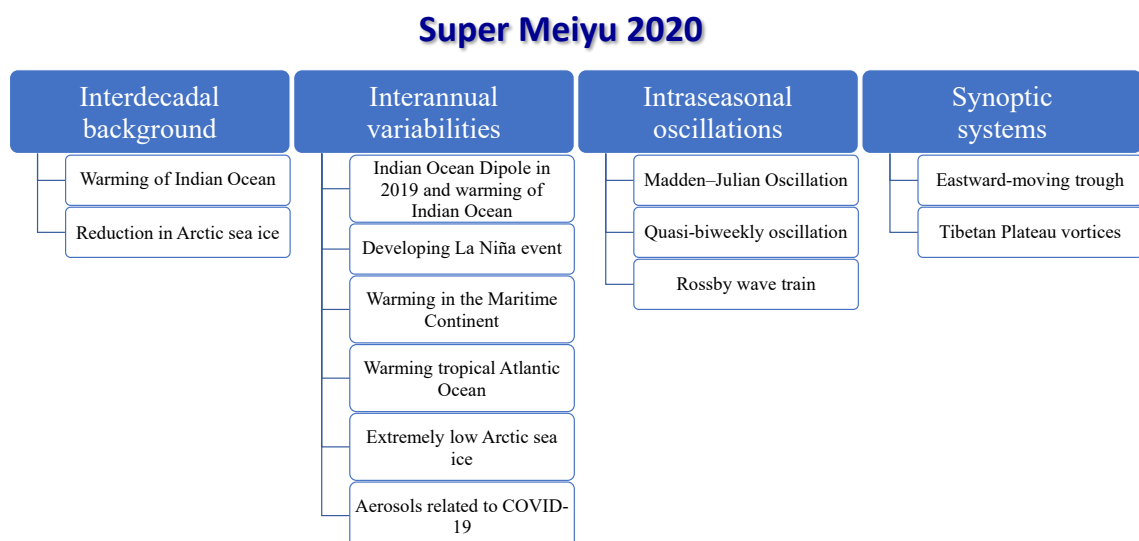 Super Meiyu 2020
Interdecadal
background
Warming of Indian Ocean
Reduction in Arctic sea ice
Interannual
variabilities
Indian Ocean Dipole in
2019 and warming of
Indian Ocean
Developing La Niña event
Warming in the Maritime
Continent
Warming tropical Atlantic
Ocean
Extremely low Arctic sea
ice
Aerosols related to COVID-
19
Intraseasonal
oscillations
Madden–Julian Oscillation
Quasi-biweekly oscillation
Rossby wave train
Synoptic
systems
Eastward-moving trough
Tibetan Plateau vortices